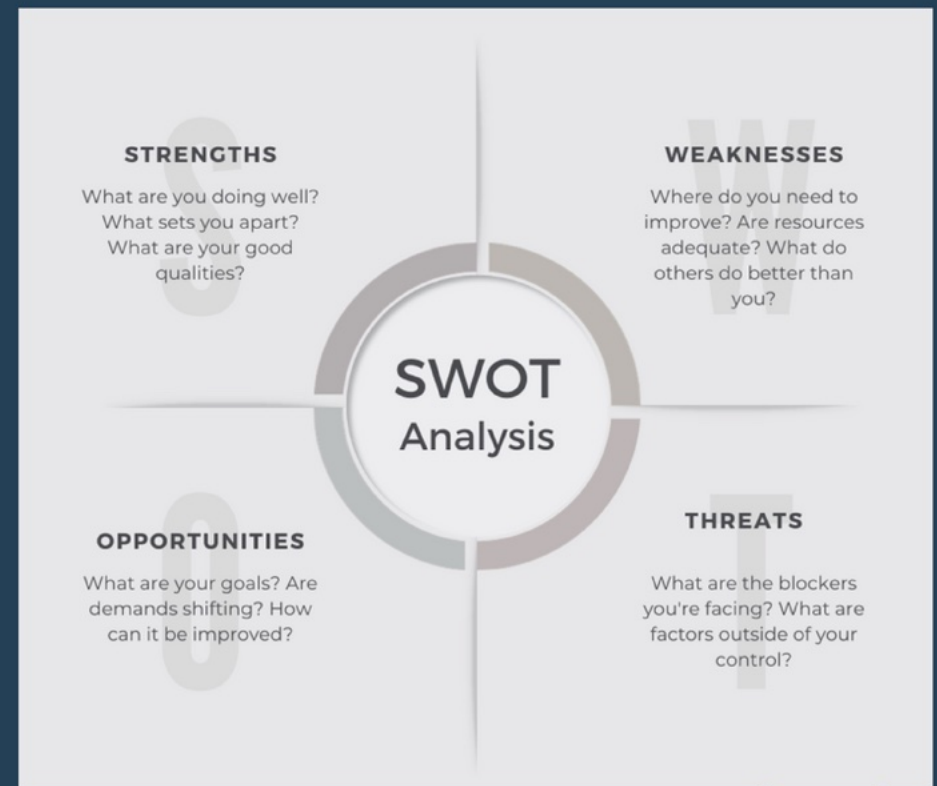 S
STRENGTHS
What are you doing well?
What sets you apart?
What are your good
qualities?
W
WEAKNESSES
Where do you need to
improve? Are resources
adequate? What do
others do better than
you?
SWOT
Analysis
O
OPPORTUNITIES
What are your goals? Are
demands shifting? How
can it be improved?
T
THREATS
What are the blockers
you're facing? What are
factors outside of your
control?